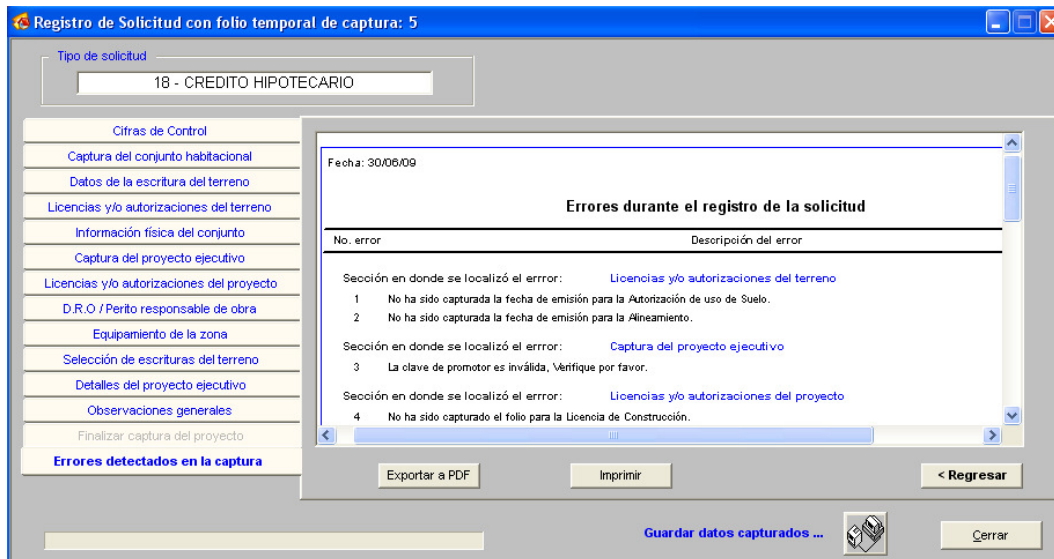 Registro de Solicitud con folio temporal de captura: 5
Tipo de solicitud
18 - CREDITO HIPOTECARIO
Cifras de Control
Captura del conjunto habitacional
Datos de la escritura del terreno
Licencias y/o autorizaciones del terreno
Información física del conjunto
Captura del proyecto ejecutivo
Licencias y/o autorizaciones del proyecto
D.R.O / Perito responsable de obra
Equipamiento de la zona
Selección de escrituras del terreno
Detalles del proyecto ejecutivo
Observaciones generales
Finalizar captura del proyecto
Errores detectados en la captura
Fecha: 30/06/09
Errores durante el registro de la solicitud
No. error Descripción del error
Sección en donde se localizó el errror: Licencias y/o autorizaciones del terreno
1 No ha sido capturada la fecha de emisión para la Autorización de uso de Suelo.
2 No ha sido capturada la fecha de emisión para la Alineamiento.
Sección en donde se localizó el errror: Captura del proyecto ejecutivo
3 La clave de promotor es inválida, Verifique por favor.
Sección en donde se localizó el errror: Licencias y/o autorizaciones del proyecto
4 No ha sido capturado el folio para la Licencia de Construcción.
Exportar a PDF
Imprimir
< Regresar
Guardar datos capturados ...
Cerrar